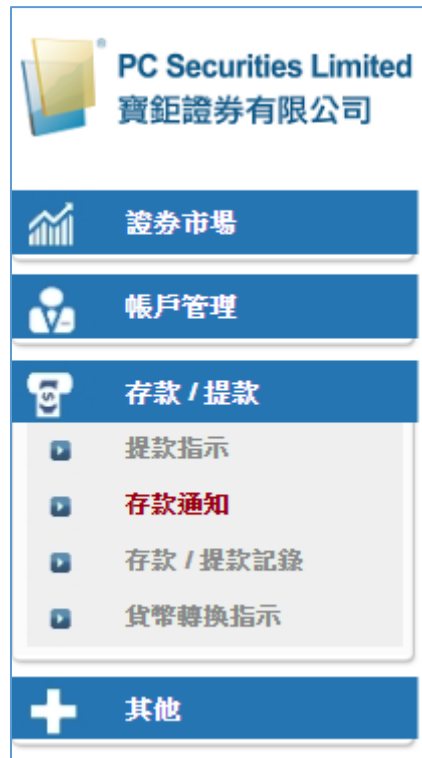 PC Securities Limited
寶鉅證券有限公司
證券市場
帳戶管理
存款 / 提款
提款指示
存款通知
存款 / 提款記錄
貨幣轉換指示
其他